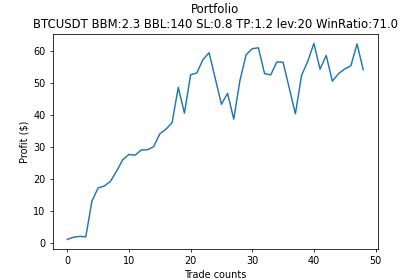 Portfolio
BTCUSDT BBM:2.3 BBL:140 SL:0.8 TP:1.2 lev:20 WinRatio:71.0
Profit ($)
60
50
40
30
20
10
0
0 10 20 30 40 50
Trade counts